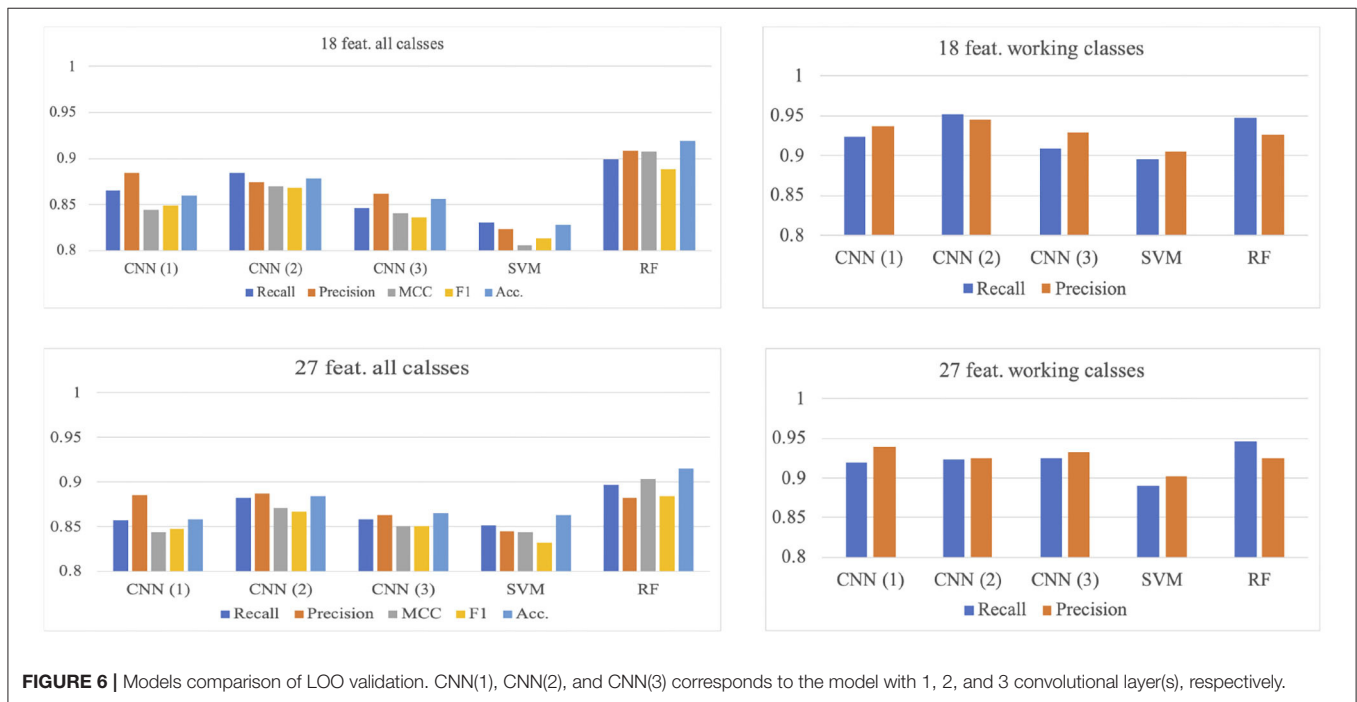 18 feat. all calsses
1
0.95
0.9
0.85
0.8
CNN (1) CNN (2) CNN (3) SVM RF
Recall Precision MCC F1 Acc.
18 feat. working classes
1
0.95
0.9
0.85
0.8
CNN (1) CNN (2) CNN (3) SVM RF
Recall Precision
27 feat. all calsses
1
0.95
0.9
0.85
0.8
CNN (1) CNN (2) CNN (3) SVM RF
Recall Precision MCC F1 Acc.
27 feat. working calsses
1
0.95
0.9
0.85
0.8
CNN (1) CNN (2) CNN (3) SVM RF
Recall Precision
FIGURE 6 | Models comparison of LOO validation. CNN(1), CNN(2), and CNN(3) corresponds to the model with 1, 2, and 3 convolutional layer(s), respectively.